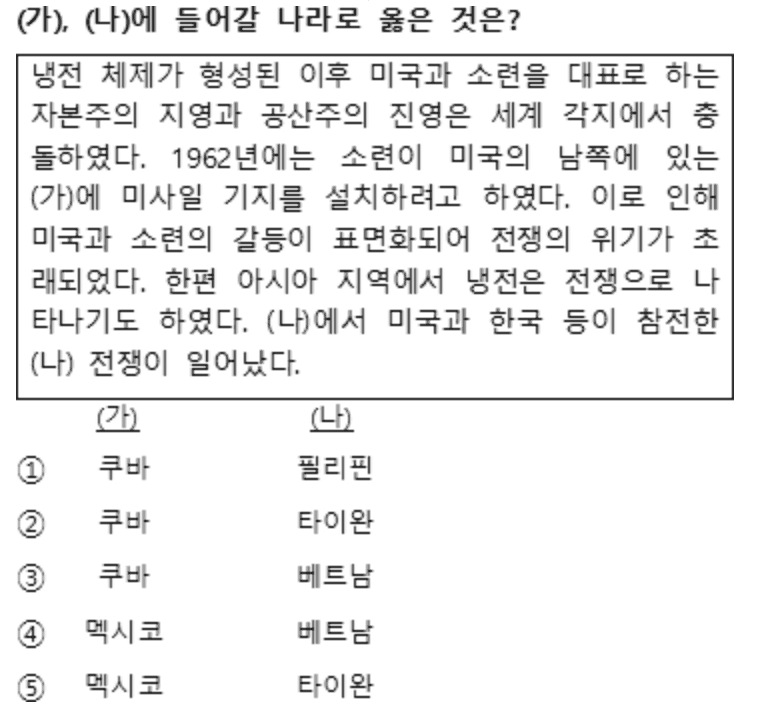 (가), (나)에 들어갈 나라로 옳은 것은?
냉전 체제가 형성된 이후 미국과 소련을 대표로 하는
자본주의 지영과 공산주의 진영은 세계 각지에서 충
돌하였다. 1962년에는 소련이 미국의 남쪽에 있는
(가)에 미사일 기지를 설치하려고 하였다. 이로 인해
미국과 소련의 갈등이 표면화되어 전쟁의 위기가 초
래되었다. 한편 아시아 지역에서 냉전은 전쟁으로 나
타나기도 하였다. (나)에서 미국과 한국 등이 참전한
(나) 전쟁이 일어났다.
(가) (나)
① 쿠바 필리핀
② 쿠바 타이완
③ 쿠바 베트남
④ 멕시코 베트남
⑤ 멕시코 타이완